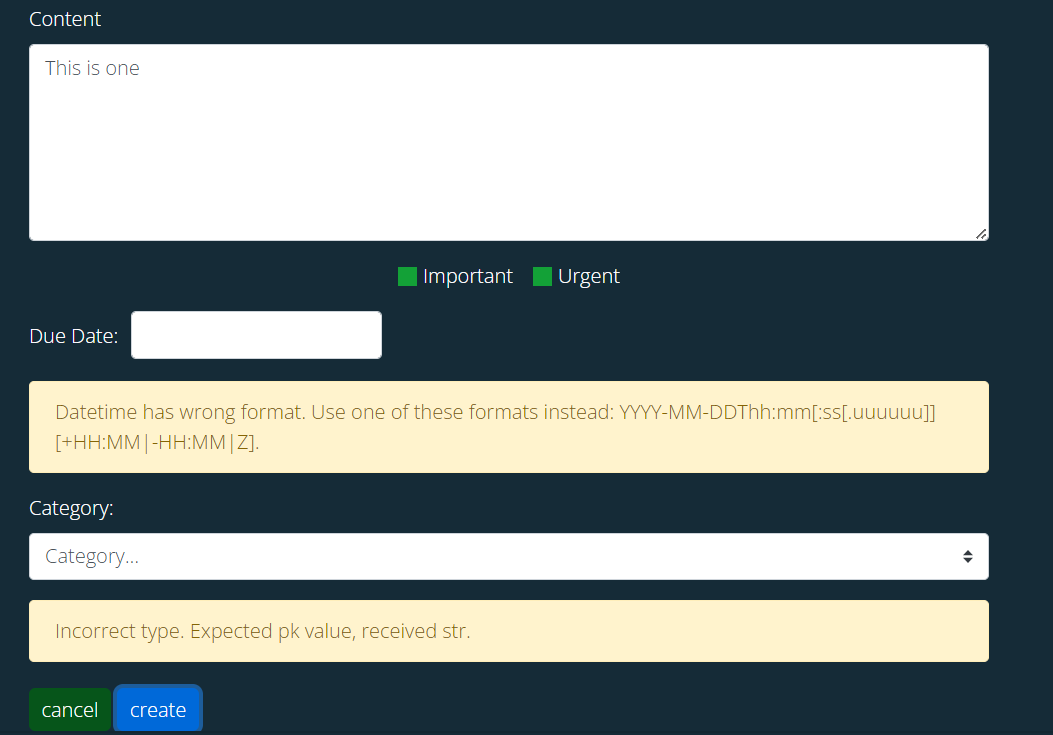 Content
This is one
Important Urgent
Due Date:
Datetime has wrong format. Use one of these formats instead: YYYY-MM-DDThh:mm[:ss[.uuuuuu]]
[+HH:MM|-HH:MM|Z].
Category:
Category...
Incorrect type. Expected pk value, received str.
cancel create